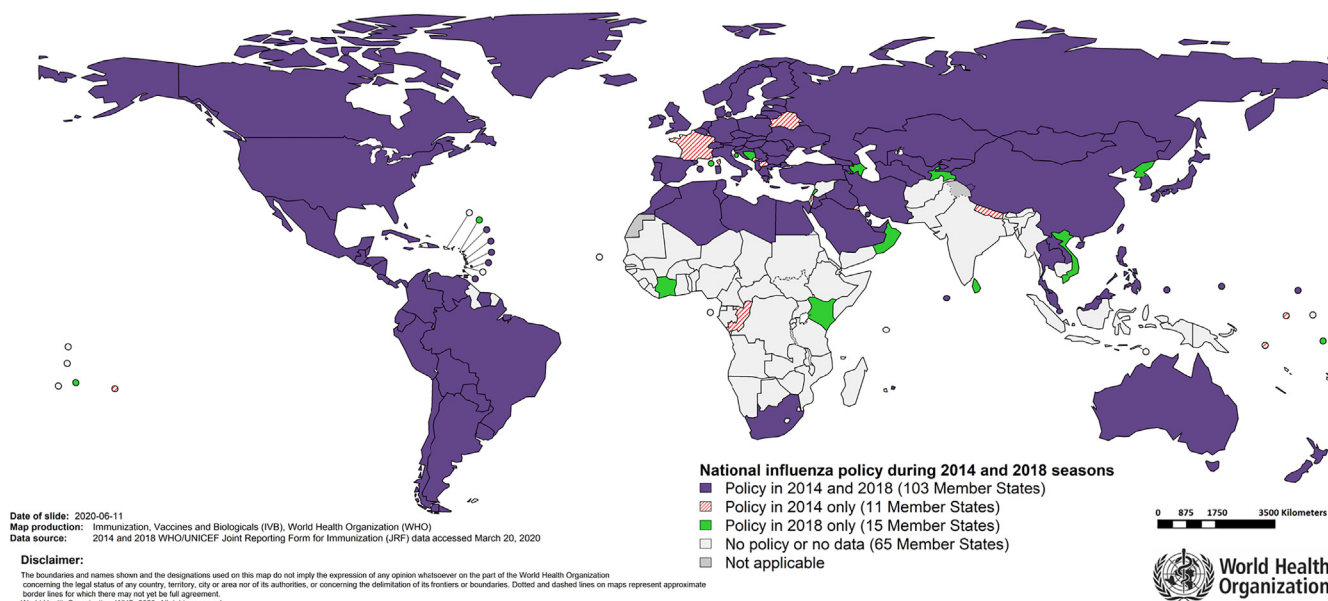 National influenza policy during 2014 and 2018 seasons
Policy in 2014 and 2018 (103 Member States)
Policy in 2014 only (11 Member States)
Policy in 2018 only (15 Member States)
No policy or no data (65 Member States)
Not applicable
Date of slide: 2020-06-11
Map production: Immunization, Vaccines and Biologicals (IVB), World Health Organization (WHO)
Data source: 2014 and 2018 WHO/UNICEF Joint Reporting Form for Immunization (JRF) data accessed March 20, 2020
Disclaimer:
The boundaries and names shown and the designations used on this map do not imply the expression of any opinion whatsoever on the part of the World Health Organization
concerning the legal status of any country, territory, city or area nor of its authorities, or concerning the delimitation of its frontiers or boundaries. Dotted and dashed lines on maps represent approximate
border lines for which there may not yet be full agreement.
0 875 1750 3500 Kilometers
World Health
Organization